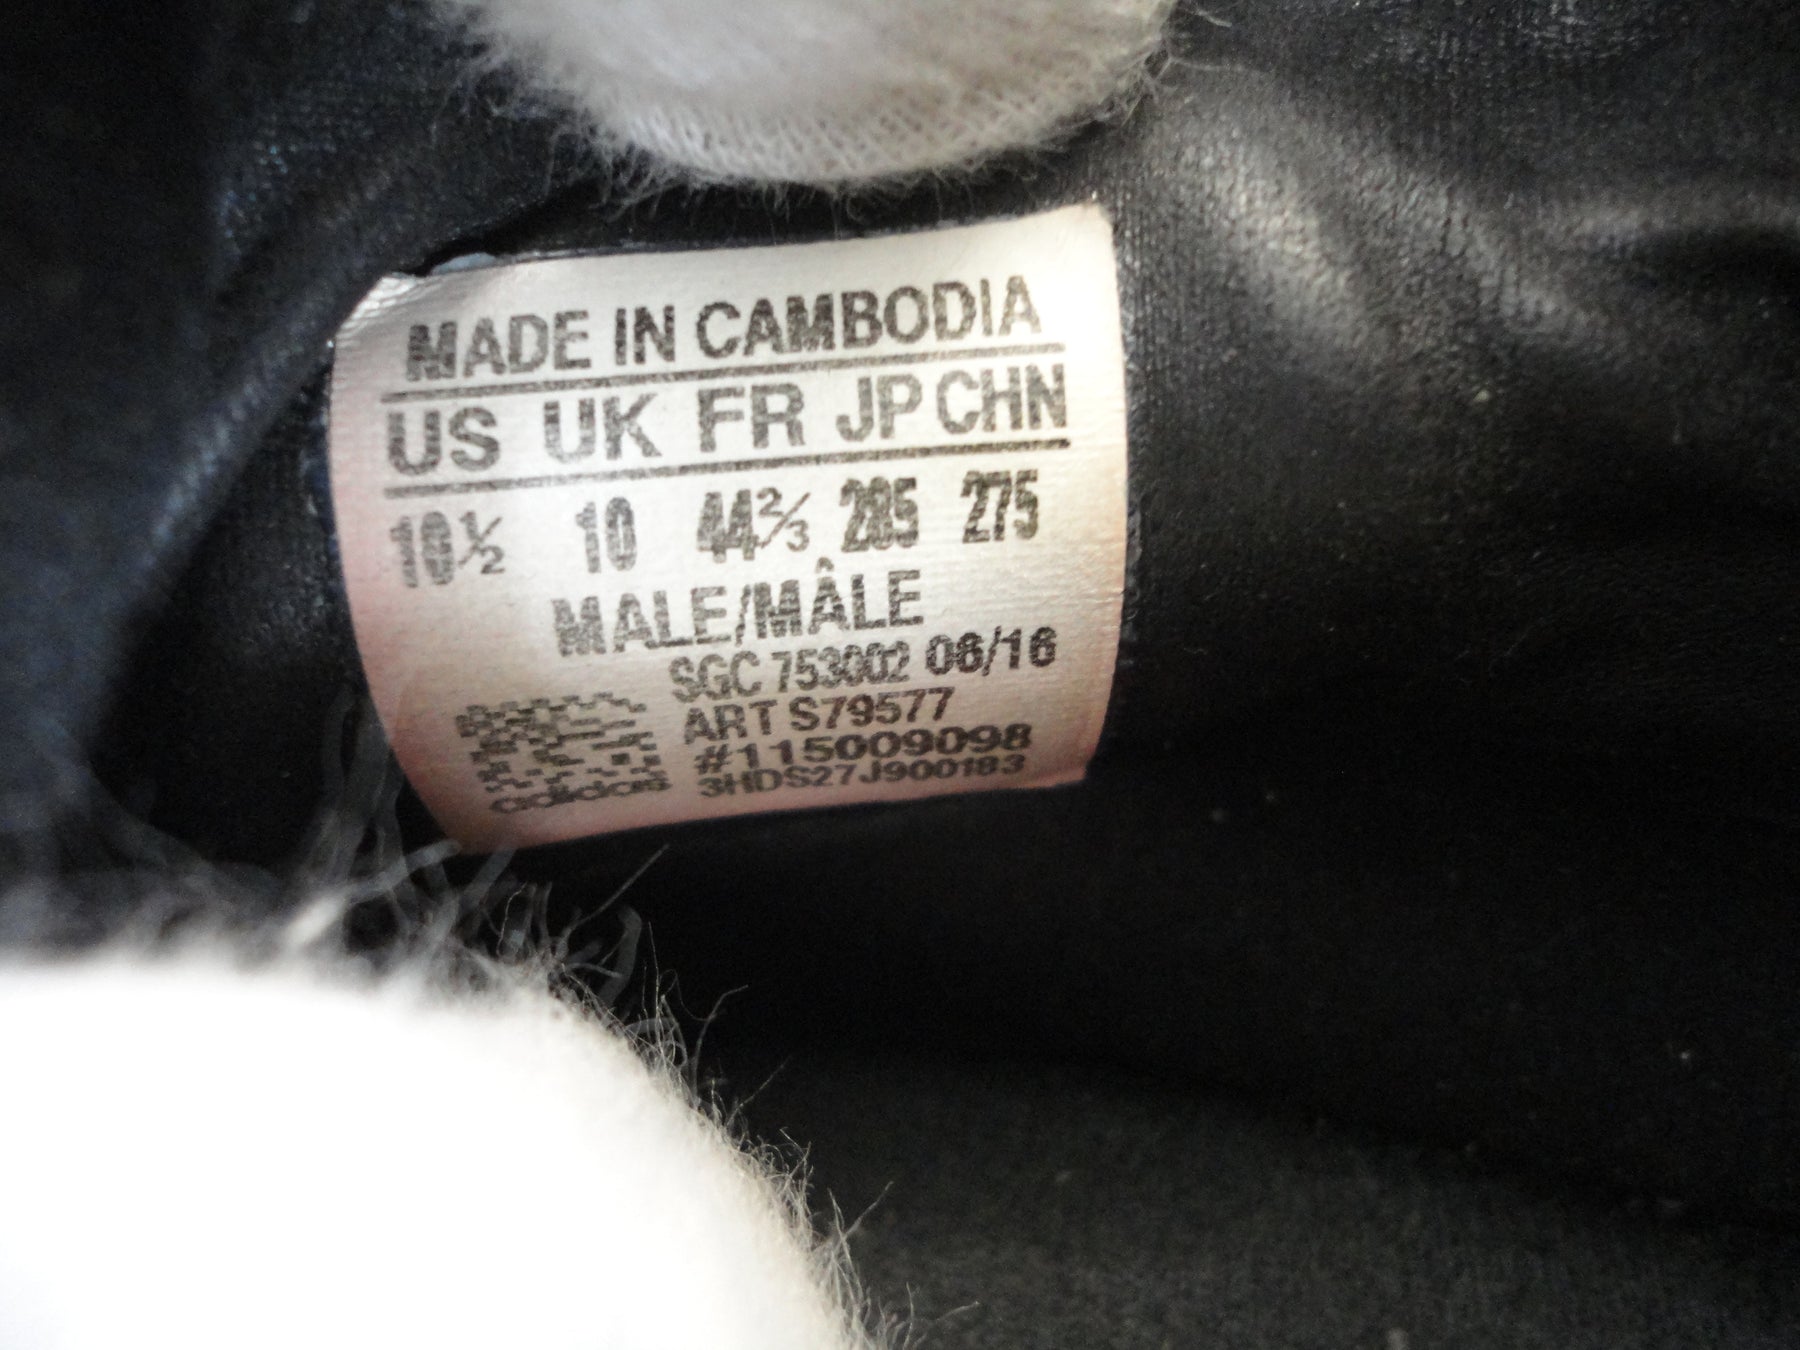 MADE IN CAMBODIA
US UK FR JP CHN
10½ 10 44⅔ 285 275
MALE/MÂLE
SGC 753002 06/16
ART S79577
#115009098
3HDS27J900183
adidas